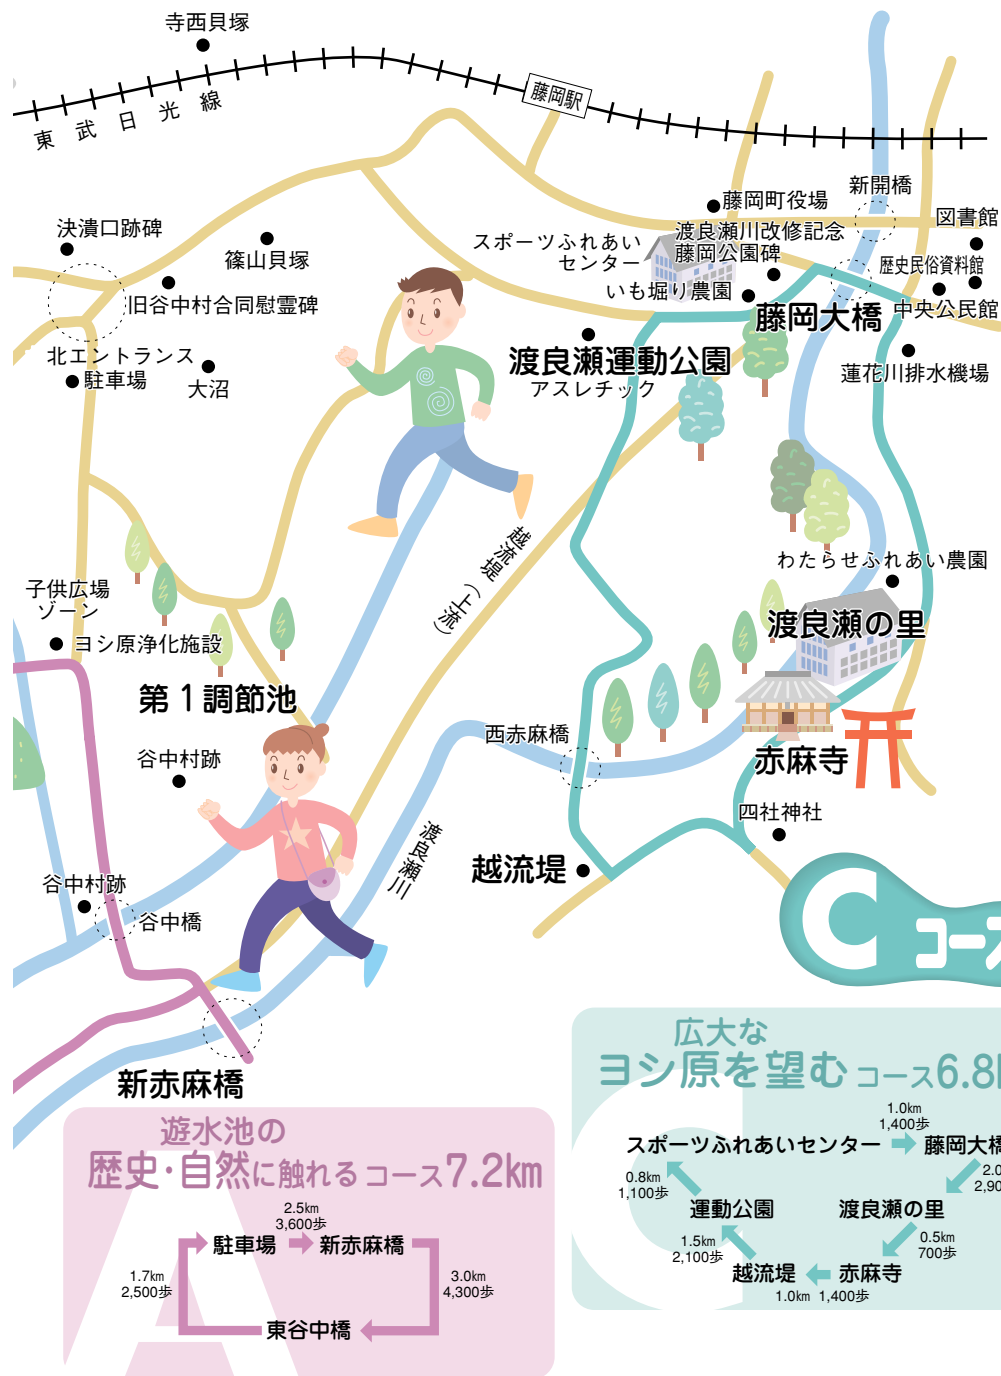 寺西貝塚
東武日光線
藤岡駅
新開橋
藤岡町役場
図書館
渡良瀬川改修記念
藤岡公園碑
スポーツふれあい
センター
歴史民俗資料館
決潰口跡碑
篠山貝塚
いも堀り農園
旧谷中村合同慰霊碑
藤岡大橋
中央公民館
北エントランス
駐車場
大沼
渡良瀬運動公園
アスレチック
蓮花川排水機場
越流堤(上流)
わたらせふれあい農園
子供広場
ゾーン
ヨシ原浄化施設
渡良瀬の里
第1調節池
西赤麻橋
谷中村跡
赤麻寺
四社神社
渡良瀬川
越流堤
谷中村跡
谷中橋
新赤麻橋
C コース
広大な
ヨシ原を望む コース6.8k
1.0km
1,400歩
スポーツふれあいセンター
藤岡大橋
2.0
2,90
0.8km
1,100歩
運動公園
渡良瀬の里
0.5km
700歩
1.5km
2,100歩
越流堤
赤麻寺
1.0km 1,400歩
C
遊水池の
歴史・自然に触れる コース7.2km
2.5km
3,600歩
駐車場
新赤麻橋
1.7km
2,500歩
3.0km
4,300歩
東谷中橋
A